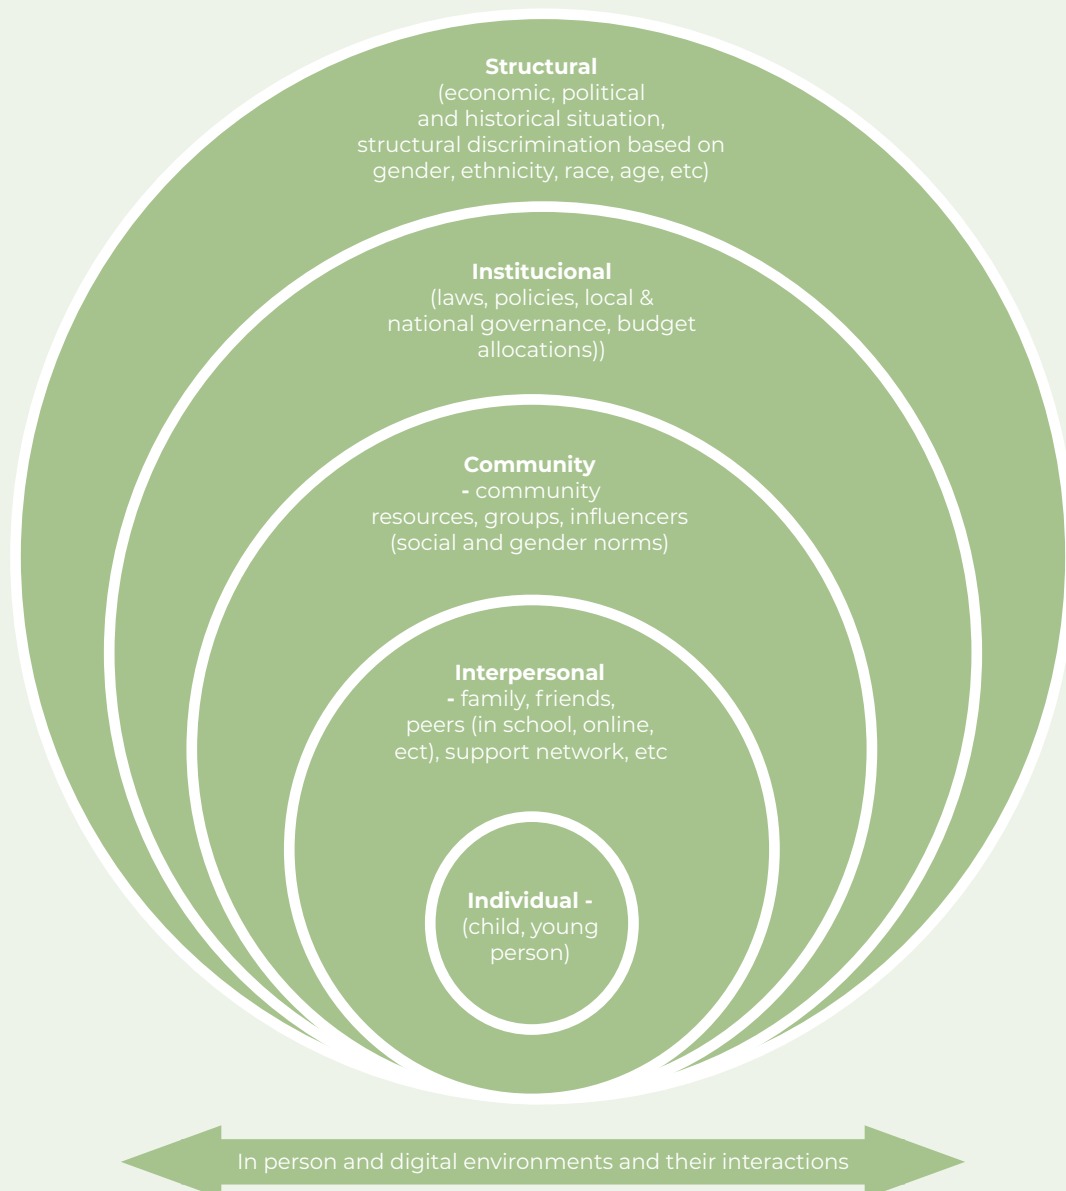 Structural
(economic, political
and historical situation,
structural discrimination based on
gender, ethnicity, race, age, etc)
Institucional
(laws, policies, local &
national governance, budget
allocations))
Community
- community
resources, groups, influencers
(social and gender norms)
Interpersonal
- family, friends,
peers (in school, online,
ect), support network, etc
Individual -
(child, young
person)
In person and digital environments and their interactions